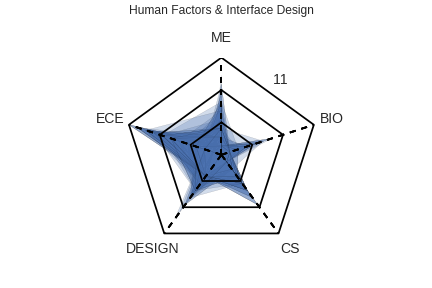 Human Factors & Interface Design
ME
11
ECE
BIO
DESIGN
CS